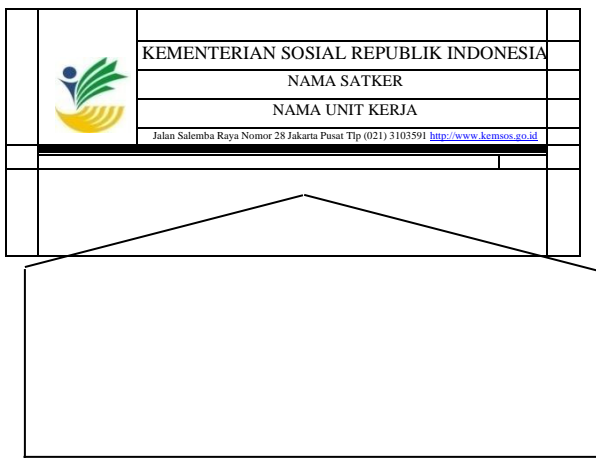 KEMENTERIAN SOSIAL REPUBLIK INDONESIA
NAMA SATKER
NAMA UNIT KERJA
Jalan Salemba Raya Nomor 28 Jakarta Pusat Tlp (021) 3103591 http://www.kemsos.go.id